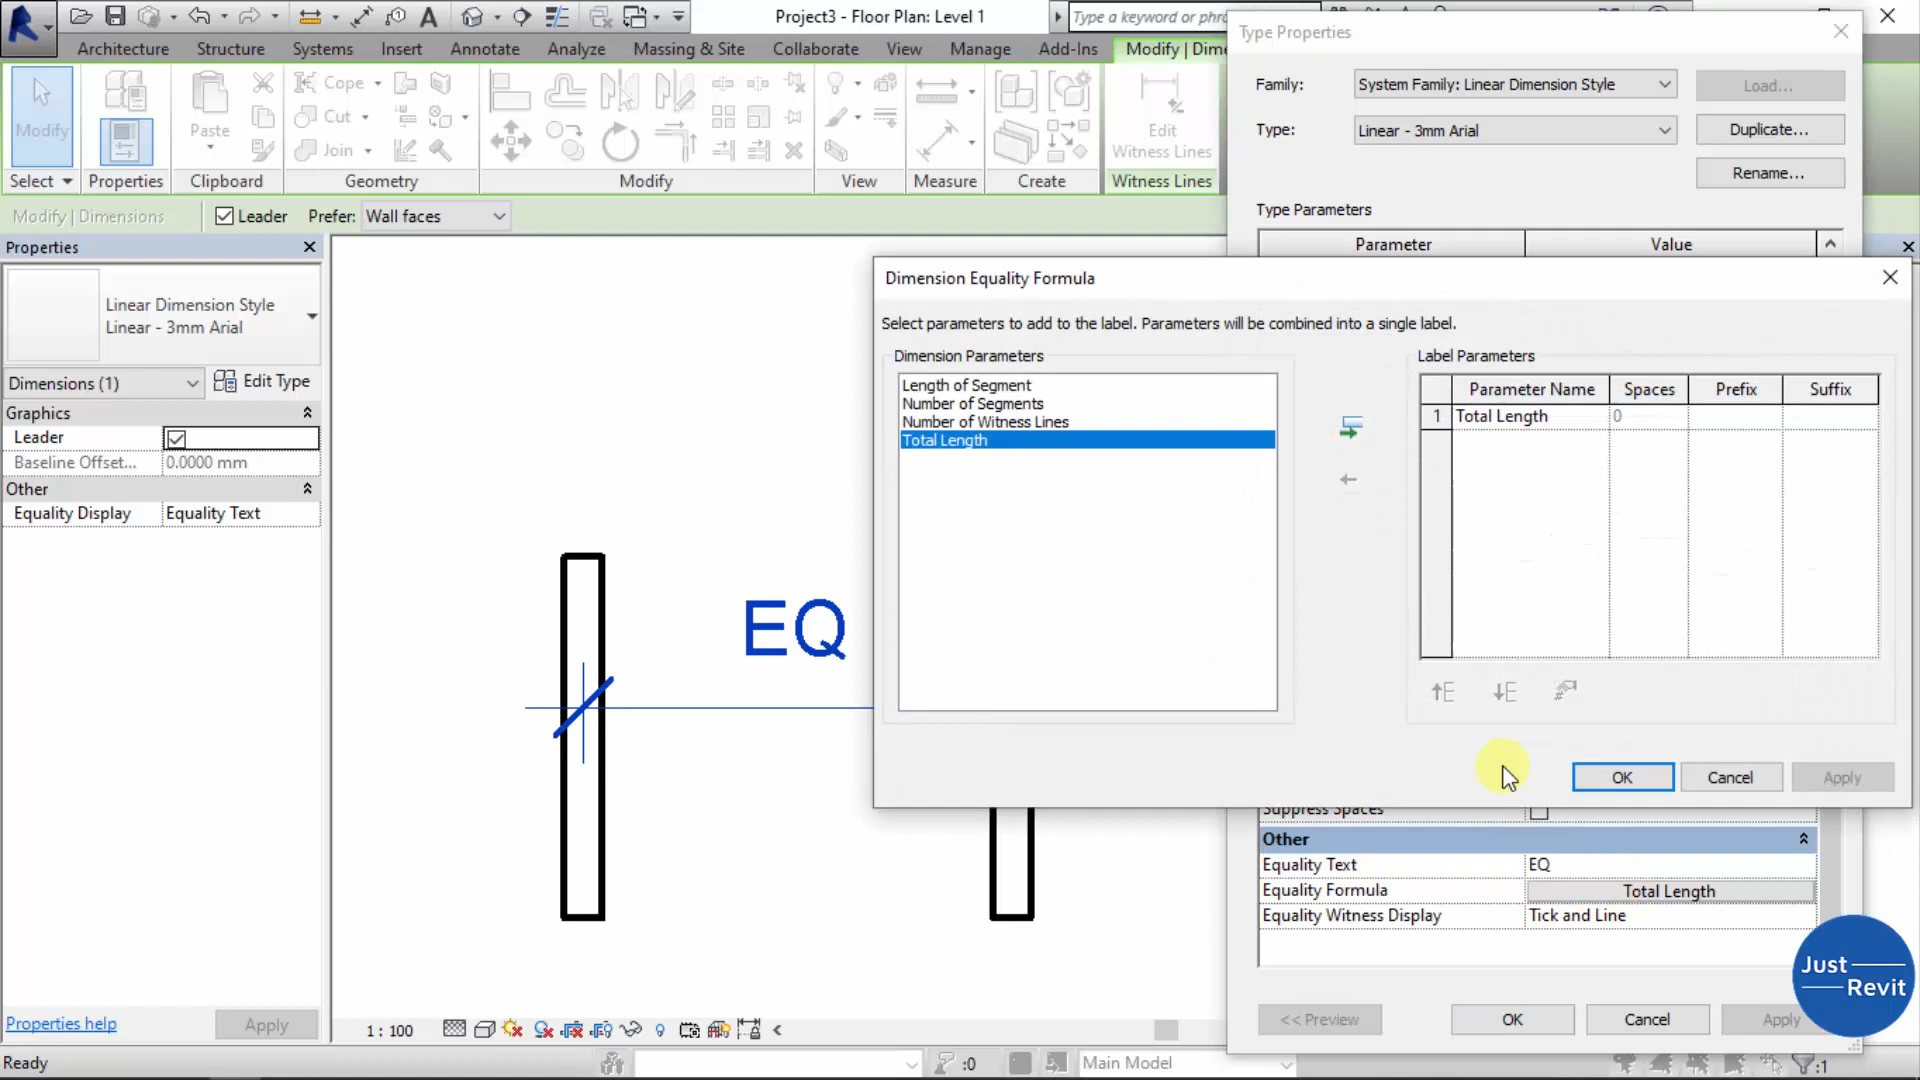 Project3 - Floor Plan: Level 1
Type a keyword or phr
Architecture Structure Systems Insert Annotate Analyze Massing & Site Collaborate View Manage Add-Ins Modify | Dime
Modify
Paste
Cope
Cut
Join
Edit
Witness Lines
Select Properties Clipboard Geometry Modify View Measure Create Witness Lines
Modify | Dimensions Leader Prefer: Wall faces
Properties
Linear Dimension Style
Linear - 3mm Arial
Dimensions (1) Edit Type
Graphics
Leader
Baseline Offset... 0.0000 mm
Other
Equality Display Equality Text
Properties help Apply
EQ
1 : 100
Ready
:0
Main Model
:1
Type Properties
Family: System Family: Linear Dimension Style Load...
Type: Linear - 3mm Arial Duplicate...
Rename...
Type Parameters
Parameter Value
Dimension Equality Formula
Select parameters to add to the label. Parameters will be combined into a single label.
Dimension Parameters
Length of Segment
Number of Segments
Number of Witness Lines
Total Length
Label Parameters
Parameter Name Spaces Prefix Suffix
1 Total Length 0
OK Cancel Apply
Suppress Spaces
Other
Equality Text EQ
Equality Formula Total Length
Equality Witness Display Tick and Line
<< Preview OK Cancel Apply
Just
Revit